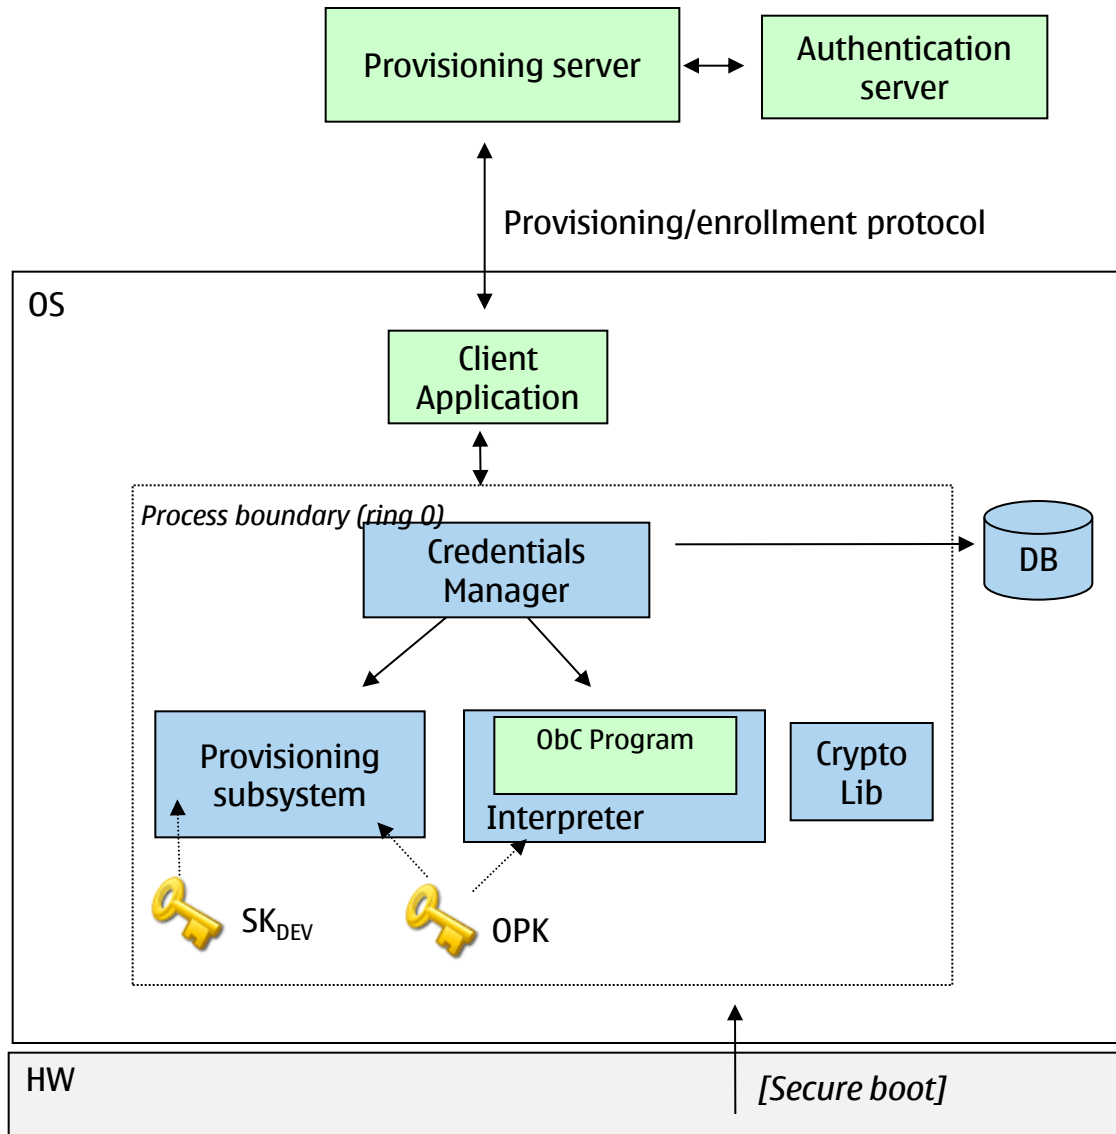 Provisioning server
Authentication
server
Provisioning/enrollment protocol
OS
Client
Application
Process boundary (ring 0)
Credentials
Manager
DB
ObC Program
Provisioning
subsystem
Interpreter
Crypto
Lib
SKDEV
OPK
HW
[Secure boot]